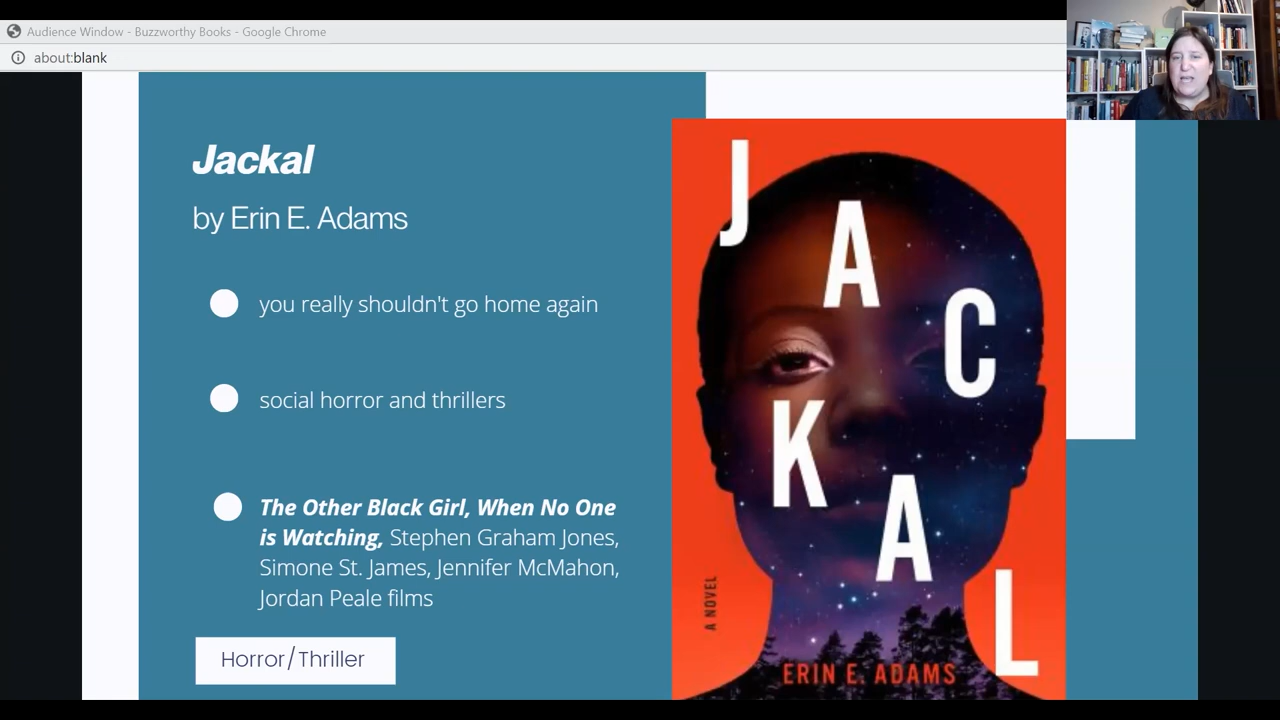 Audience Window - Buzzworthy Books - Google Chrome
about:blank
Jackal
by Erin E. Adams
you really shouldn't go home again
social horror and thrillers
The Other Black Girl, When No One
is Watching, Stephen Graham Jones,
Simone St. James, Jennifer McMahon,
Jordan Peale films
Horror/Thriller
J
A
C
K
A
L
A NOVEL
ERIN E. ADAMS